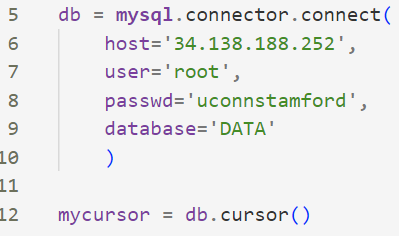 5 db = mysql.connector.connect(
6 host='34.138.188.252',
7 user='root',
8 passwd='uconnstamford',
9 database='DATA'
10 )
11
12 mycursor = db.cursor()